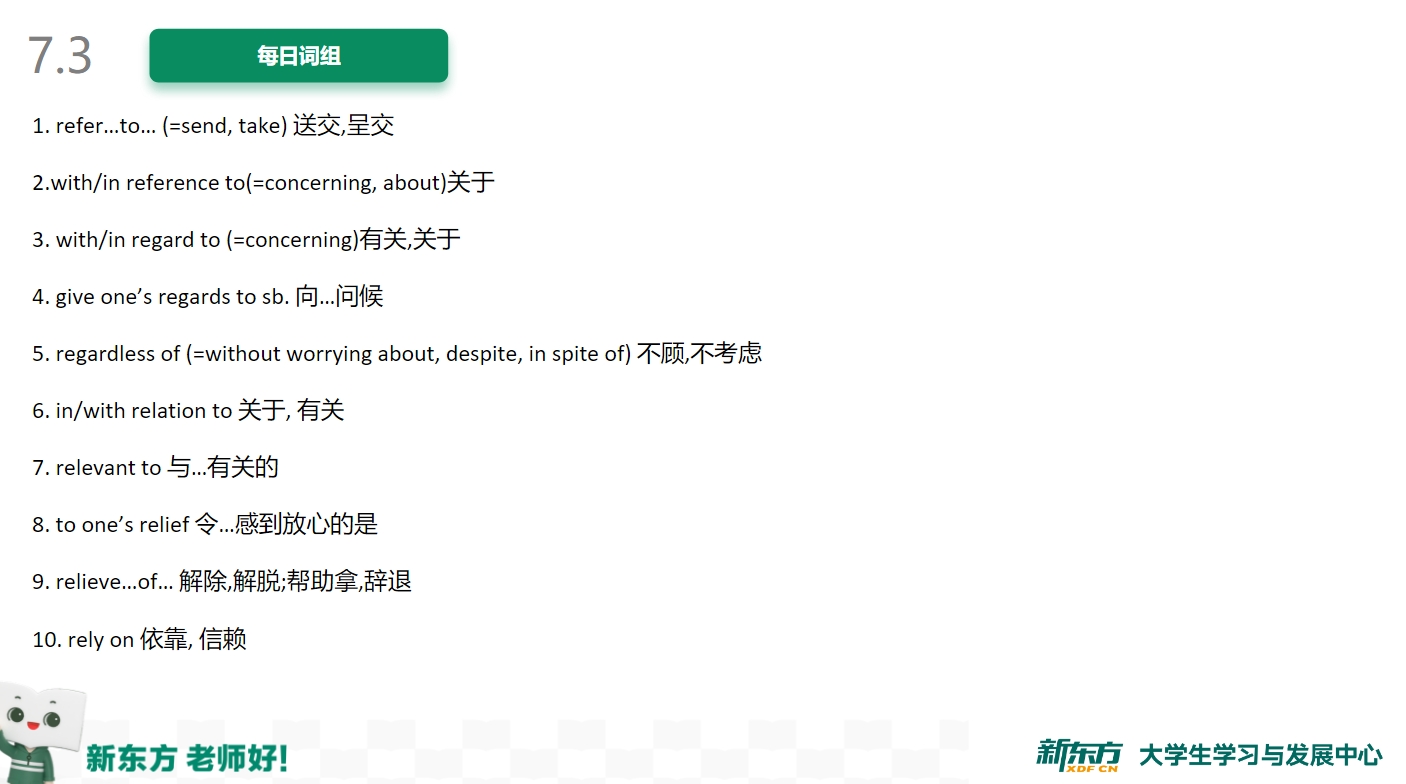 7.3
每日词组
1. refer...to... (=send, take) 送交,呈交
2.with/in reference to(=concerning, about)关于
3. with/in regard to (=concerning)有关,关于
4. give one’s regards to sb. 向...问候
5. regardless of (=without worrying about, despite, in spite of) 不顾,不考虑
6. in/with relation to 关于, 有关
7. relevant to 与...有关的
8. to one’s relief 令...感到放心的是
9. relieve...of... 解除,解脱;帮助拿,辞退
10. rely on 依靠, 信赖
新东方 老师好!
新东方 XDF.CN 大学生学习与发展中心